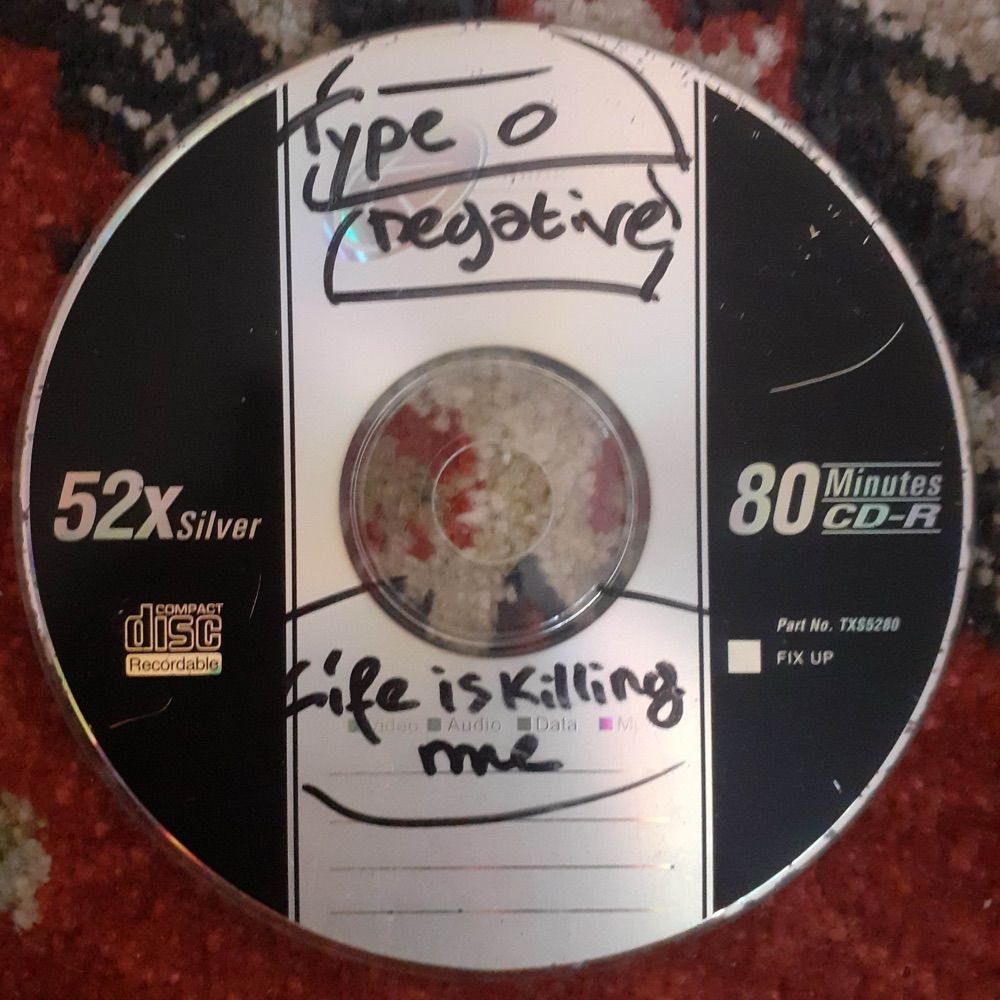 Type O
negative
52x Silver
80 Minutes
CD-R
COMPACT
disc
Recordable
Part No. TXS5280
FIX UP
Life is Killing
Video Audio Data
me